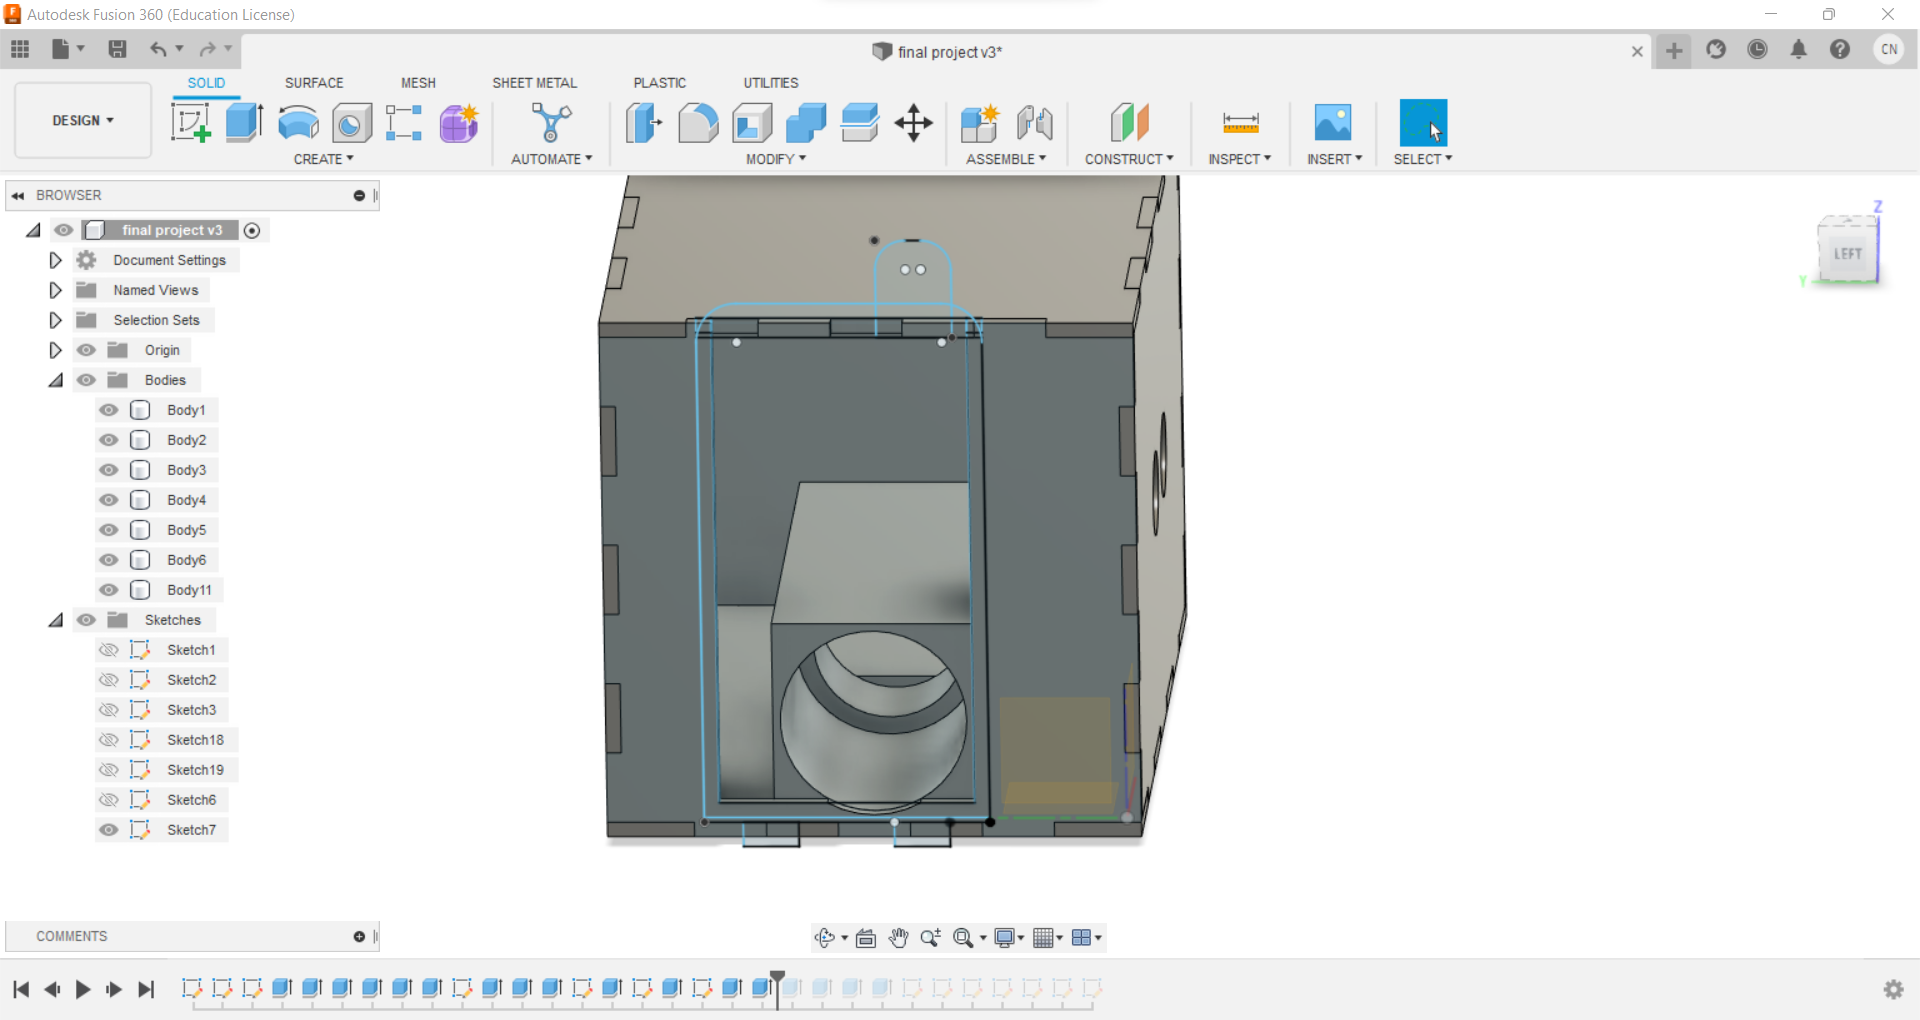 Autodesk Fusion 360 (Education License)
final project v3*
CN
DESIGN
SOLID SURFACE MESH SHEET METAL PLASTIC UTILITIES
CREATE AUTOMATE MODIFY ASSEMBLE CONSTRUCT INSPECT INSERT SELECT
BROWSER
final project v3
Document Settings
Named Views
Selection Sets
Origin
Bodies
Body1
Body2
Body3
Body4
Body5
Body6
Body11
Sketches
Sketch1
Sketch2
Sketch3
Sketch18
Sketch19
Sketch6
Sketch7
Z
LEFT
Y
COMMENTS